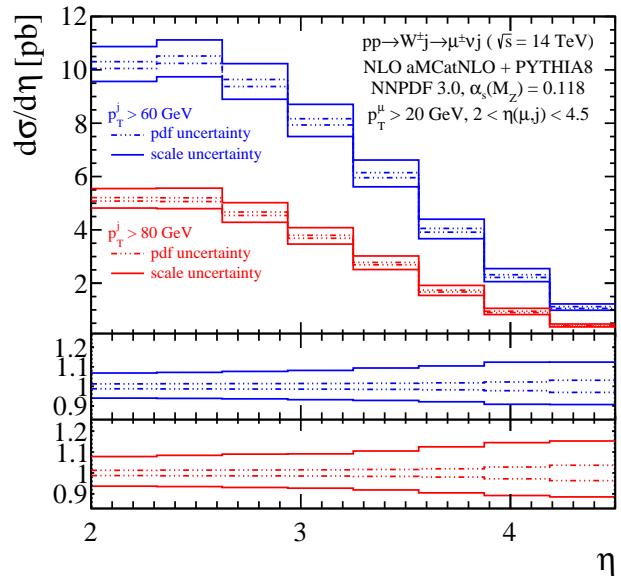 dσ/dη [pb]
12
10
8
6
4
2
pp→W±j→μ±νj ( √s = 14 TeV)
NLO aMCatNLO + PYTHIA8
NNPDF 3.0, αs(MZ) = 0.118
pTμ > 20 GeV, 2 < η(μ,j) < 4.5
pTj > 60 GeV
pdf uncertainty
scale uncertainty
pTj > 80 GeV
pdf uncertainty
scale uncertainty
1.2
1.1
1
0.9
1.2
1.1
1
0.9
2
3
4
η